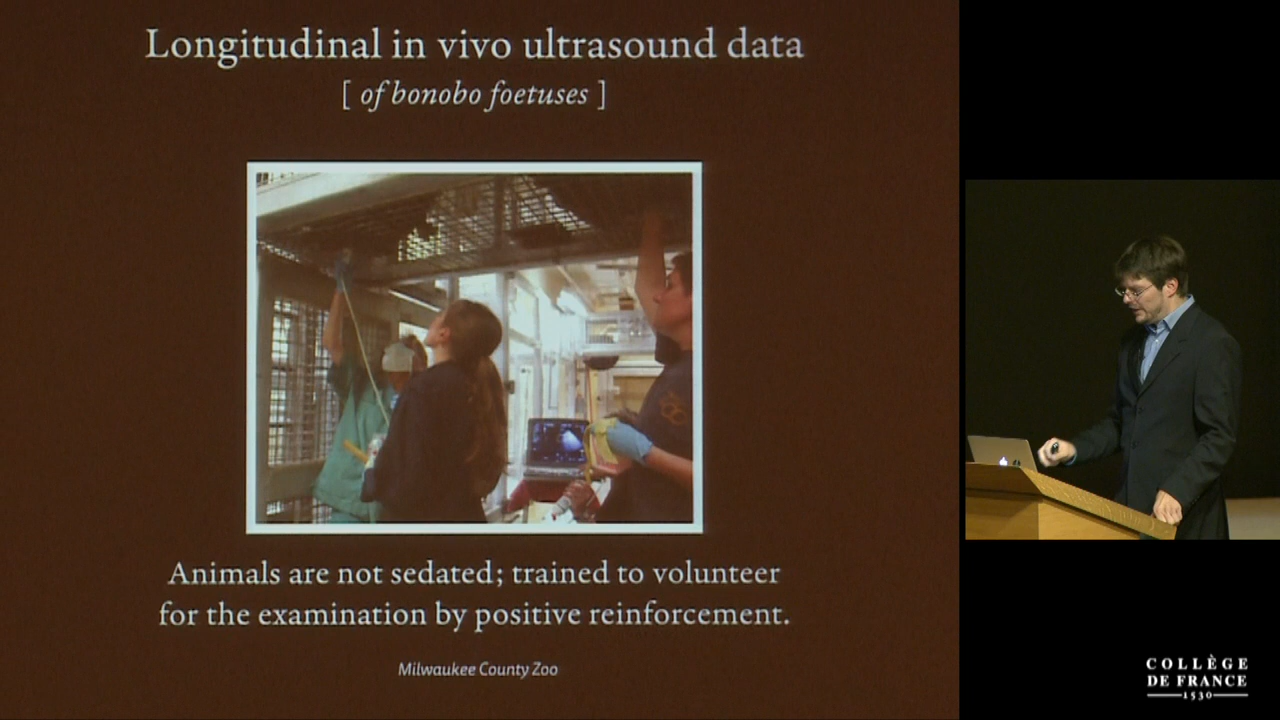 Longitudinal in vivo ultrasound data
[ of bonobo foetuses ]
Animals are not sedated; trained to volunteer
for the examination by positive reinforcement.
Milwaukee County Zoo
COLLÈGE
DE FRANCE
1530